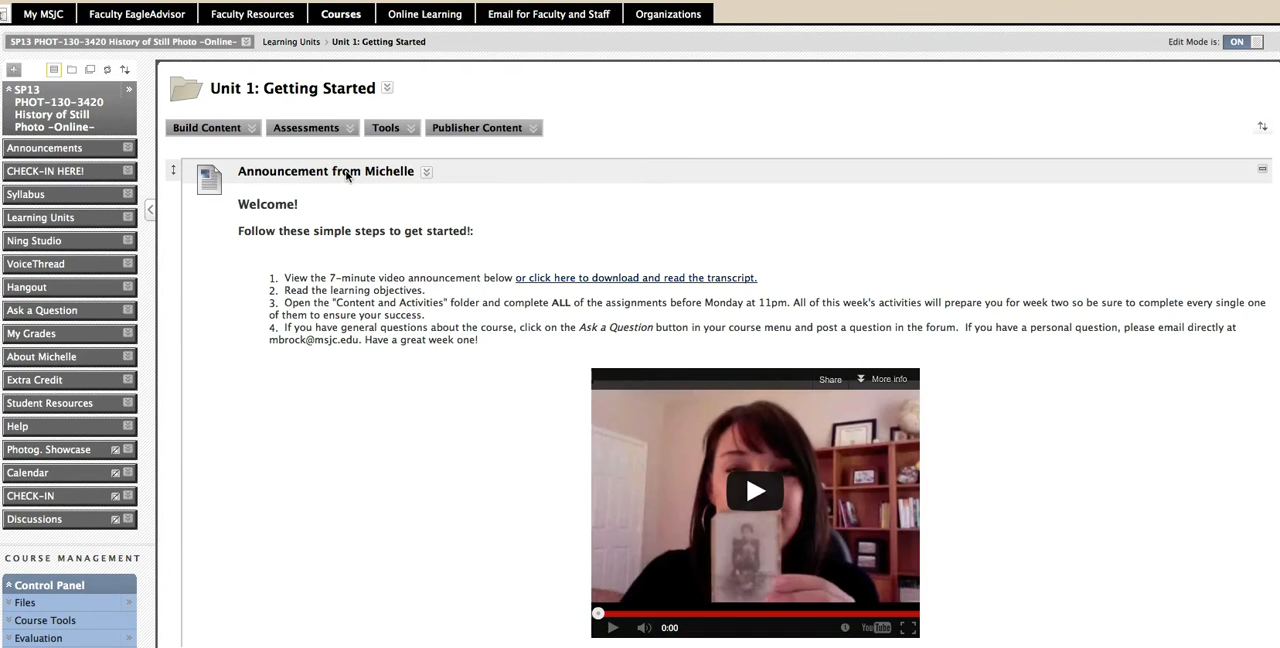 My MSJC Faculty EagleAdvisor Faculty Resources Courses Online Learning Email for Faculty and Staff Organizations
SP13 PHOT-130-3420 History of Still Photo -Online- Learning Units › Unit 1: Getting Started Edit Mode is: ON
SP13
PHOT-130-3420
History of Still
Photo -Online-
Announcements
CHECK-IN HERE!
Syllabus
Learning Units
Ning Studio
VoiceThread
Hangout
Ask a Question
My Grades
About Michelle
Extra Credit
Student Resources
Help
Photog. Showcase
Calendar
CHECK-IN
Discussions
COURSE MANAGEMENT
Control Panel
Files
Course Tools
Evaluation
Unit 1: Getting Started
Build Content Assessments Tools Publisher Content
Announcement from Michelle
Welcome!
Follow these simple steps to get started!:
1. View the 7-minute video announcement below or click here to download and read the transcript.
2. Read the learning objectives.
3. Open the "Content and Activities" folder and complete ALL of the assignments before Monday at 11pm. All of this week's activities will prepare you for week two so be sure to complete every single one
of them to ensure your success.
4. If you have general questions about the course, click on the Ask a Question button in your course menu and post a question in the forum. If you have a personal question, please email directly at
mbrock@msjc.edu. Have a great week one!
Share More info
0:00 YouTube